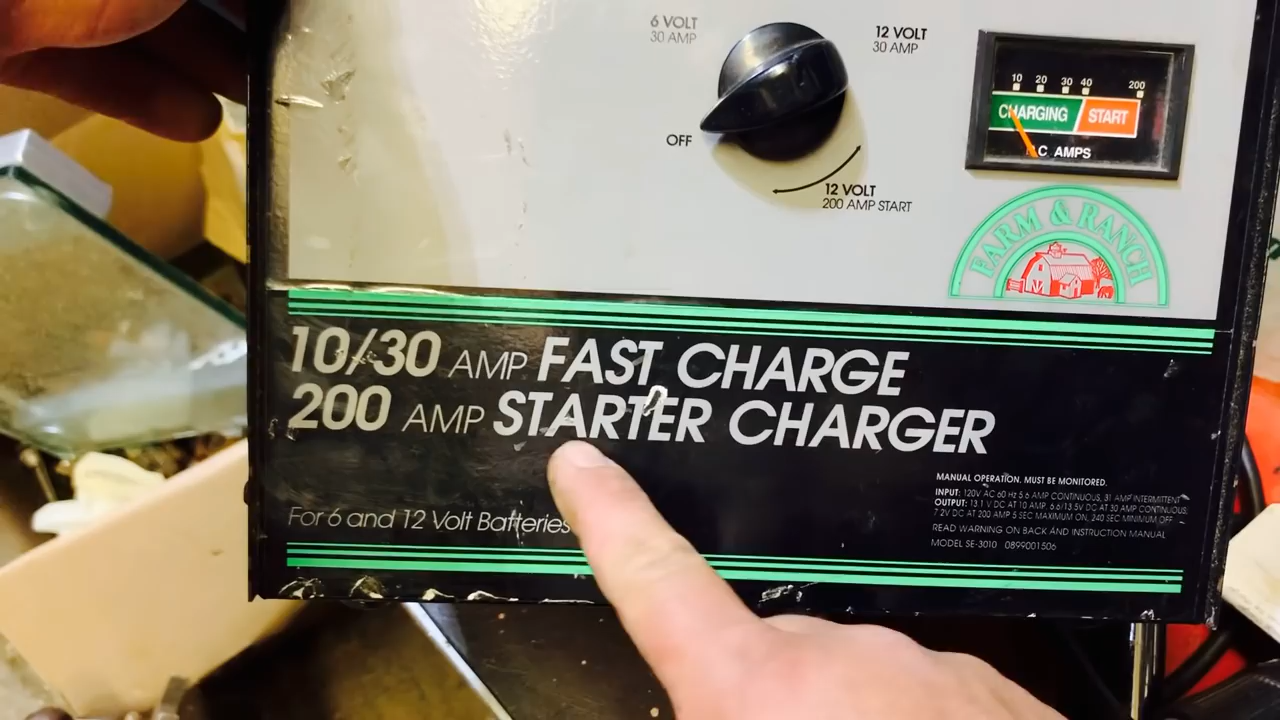 6 VOLT
30 AMP
12 VOLT
30 AMP
OFF
12 VOLT
200 AMP START
10 20 30 40 200
CHARGING START
C AMPS
FARM & RANCH
10/30 AMP FAST CHARGE
200 AMP STARTER CHARGER
For 6 and 12 Volt Batteries
MANUAL OPERATION. MUST BE MONITORED.
INPUT: 120V AC 60 Hz 5.6 AMP CONTINUOUS, 31 AMP INTERMITTENT
OUTPUT: 13.1 V DC AT 10 AMP, 6.6/13.5V DC AT 30 AMP CONTINUOUS,
7.2V DC AT 200 AMP 5 SEC MAXIMUM ON, 240 SEC MINIMUM OFF
READ WARNING ON BACK AND INSTRUCTION MANUAL
MODEL SE-3010 0899001506